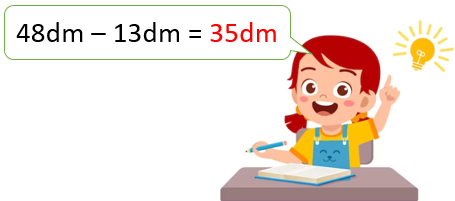 48dm – 13dm = 35dm